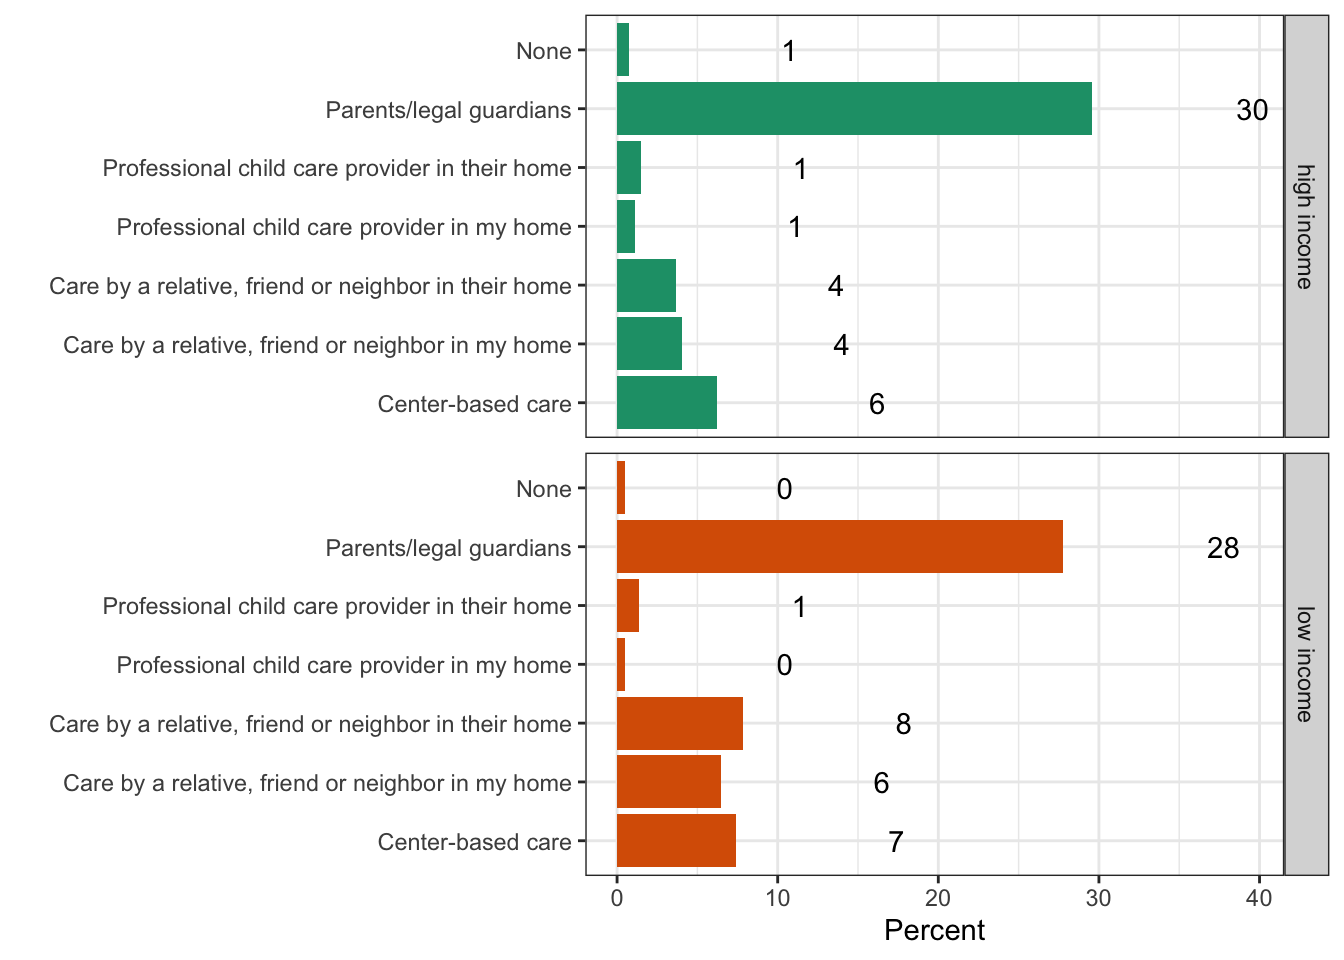 None 1
Parents/legal guardians 30
Professional child care provider in their home 1
Professional child care provider in my home 1
Care by a relative, friend or neighbor in their home 4
Care by a relative, friend or neighbor in my home 4
Center-based care 6
high income
None 0
Parents/legal guardians 28
Professional child care provider in their home 1
Professional child care provider in my home 0
Care by a relative, friend or neighbor in their home 8
Care by a relative, friend or neighbor in my home 6
Center-based care 7
low income
0 10 20 30 40
Percent